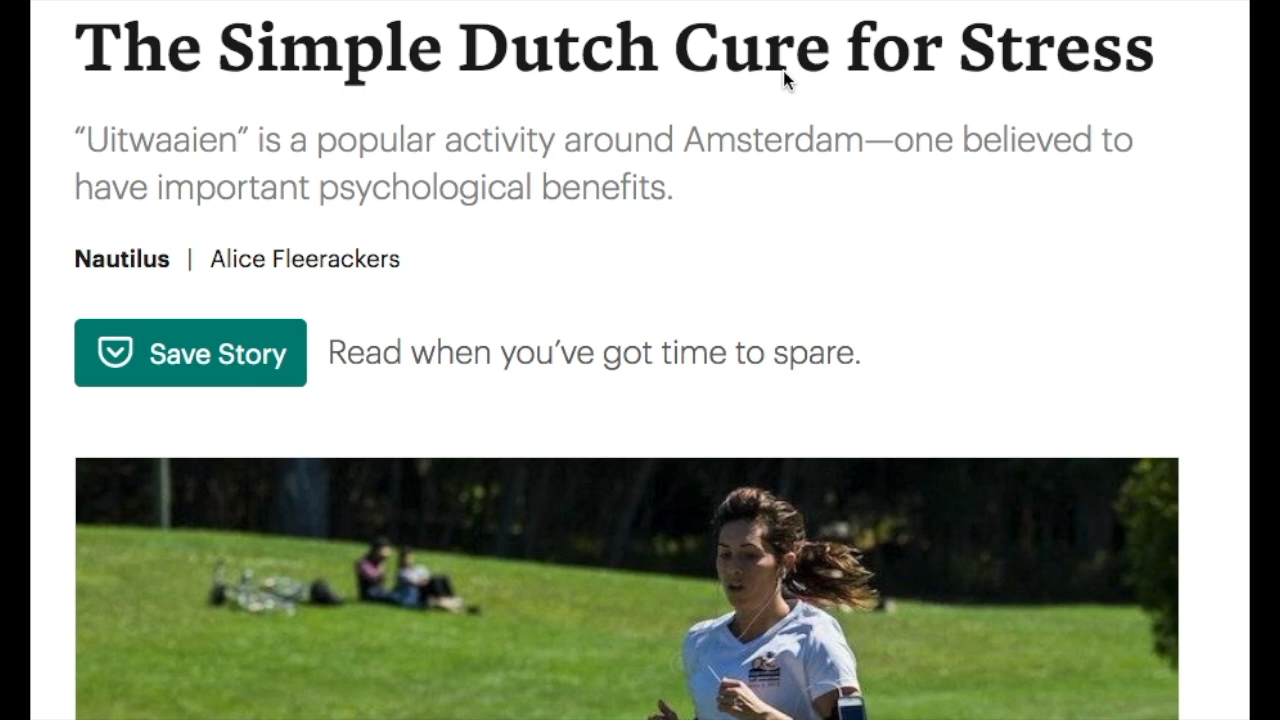 The Simple Dutch Cure for Stress
“Uitwaaien” is a popular activity around Amsterdam—one believed to
have important psychological benefits.
Nautilus | Alice Fleerackers
Save Story Read when you’ve got time to spare.